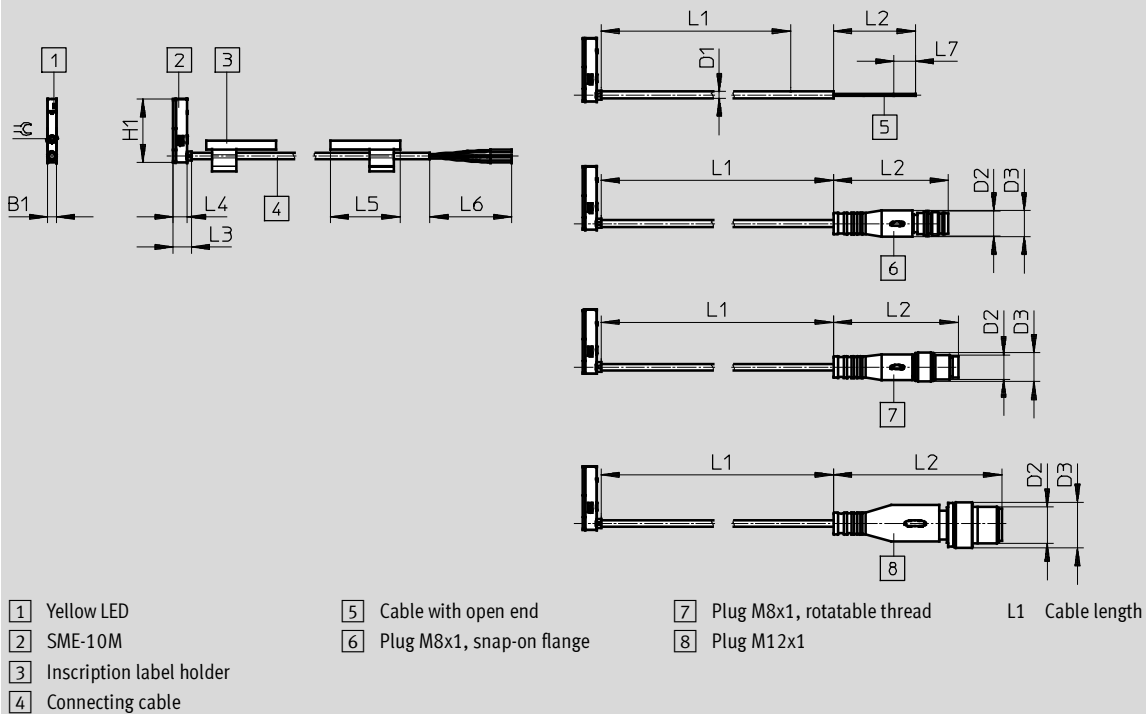 1
2
3
H1
B1
L4
L3
4
L5
L6
L1
L2
D1
L7
5
L1
L2
D2
D3
6
L1
L2
D2
D3
7
L1
L2
D2
D3
8
1 Yellow LED
2 SME-10M
3 Inscription label holder
4 Connecting cable
5 Cable with open end
6 Plug M8x1, snap-on flange
7 Plug M8x1, rotatable thread
8 Plug M12x1
L1 Cable length